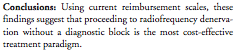 Conclusions: Using current reimbursement scales, these
findings suggest that proceeding to radiofrequency denerva-
tion without a diagnostic block is the most cost-effective
treatment paradigm.